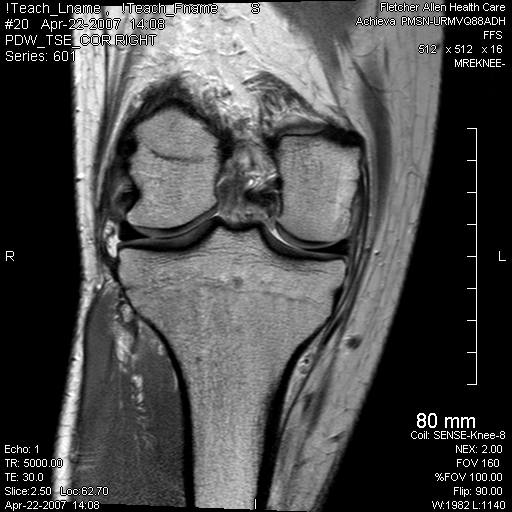 !Teach_Lname, !Teach_Fname S
#20 Apr-22-2007 14:08
PDW_TSE_COR RIGHT
Series: 601
Fletcher Allen Health Care
Achieva PMSN-URMVQ88ADH
FFS
512 x 512 x 16
MREKNEE-
R
L
80 mm
Coil: SENSE-Knee-8
Echo: 1
TR: 5000.00
TE: 30.0
Slice:2.50 Loc:62.70
Apr-22-2007 14:08
I
NEX: 2.00
FOV 160
%FOV 100.00
Flip: 90.00
W:1982 L:1140